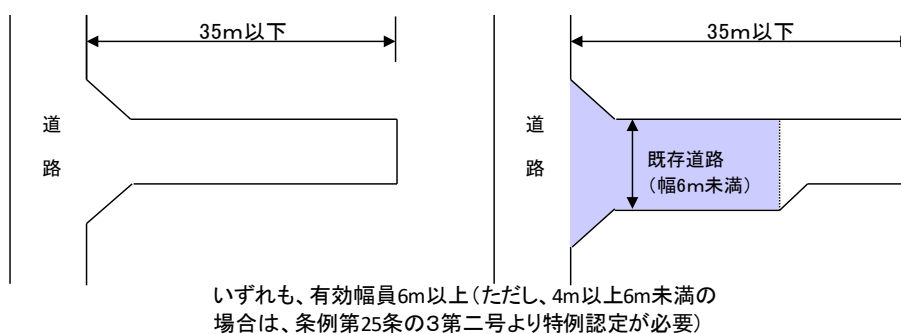 35m以下
道
路
35m以下
道
路
既存道路
(幅6m未満)
いずれも、有効幅員6m以上(ただし、4m以上6m未満の
場合は、条例第25条の3第二号より特例認定が必要)